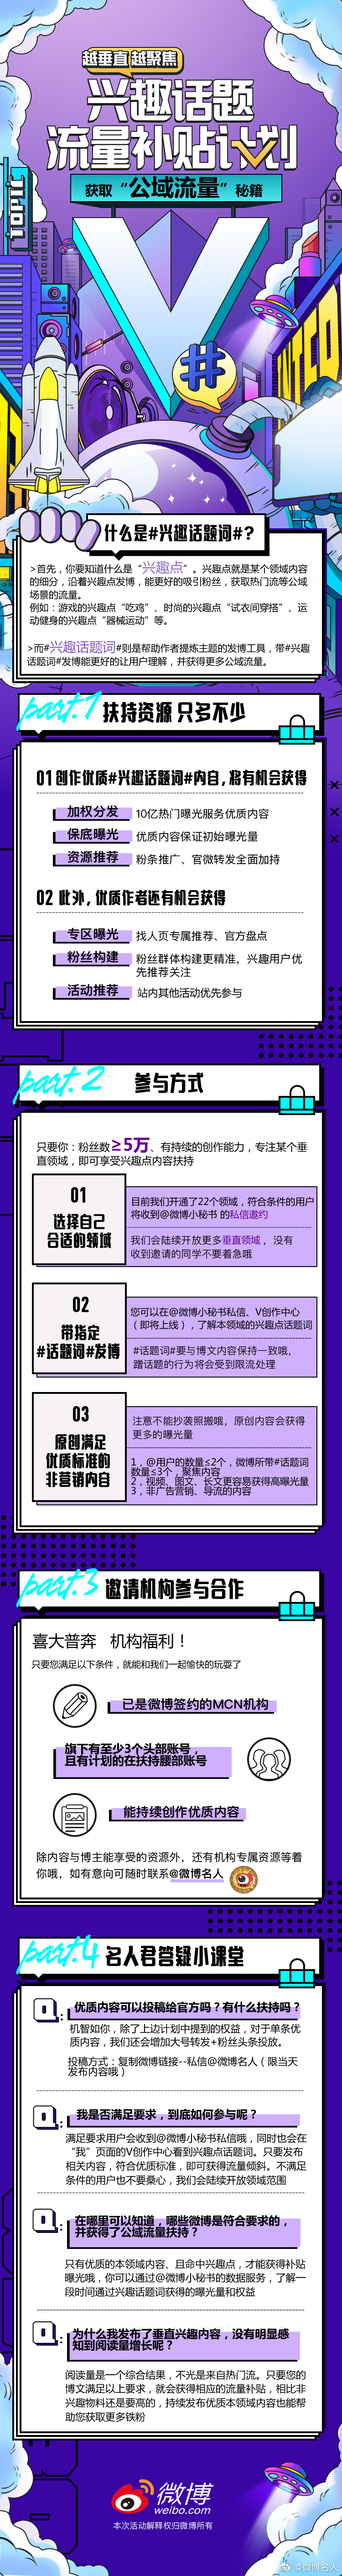 越垂直 越聚焦
兴趣话题
流量补贴计划
获取“公域流量”秘籍
什么是#兴趣话题词#?
>首先，你要知道什么是“兴趣点”。兴趣点就是某个领域内容
的细分，沿着兴趣点发博，能更好的吸引粉丝，获取热门流等公域
场景的流量。
例如：游戏的兴趣点“吃鸡”、时尚的兴趣点“试衣间穿搭”、运
动健身的兴趣点“器械运动”等。
>而#兴趣话题词#则是帮助作者提炼主题的发博工具，带#兴趣
话题词#发博能更好的让用户理解，并获得更多公域流量。
part.1 扶持资源 只多不少
01 创作优质#兴趣话题词#内容，将有机会获得
加权分发 10亿热门曝光服务优质内容
保底曝光 优质内容保证初始曝光量
资源推荐 粉条推广、官微转发全面加持
02 此外，优质作者还有机会获得
专区曝光 找人页专属推荐、官方盘点
粉丝构建 粉丝群体构建更精准，兴趣用户优
先推荐关注
活动推荐 站内其他活动优先参与
part.2 参与方式
只要你：粉丝数≥5万、有持续的创作能力，专注某个垂
直领域，即可享受兴趣点内容扶持
01
选择自己
合适的领域
目前我们开通了22个领域，符合条件的用户
将收到@微博小秘书 的私信邀约
我们会陆续开放更多垂直领域，没有
收到邀请的同学不要着急哦
02
带指定
#话题词#发博
您可以在@微博小秘书私信、V创作中心
（即将上线），了解本领域的兴趣点话题词
#话题词#要与博文内容保持一致哦，
蹭话题的行为将会受到限流处理
03
原创满足
优质标准的
非营销内容
注意不能抄袭照搬哦，原创内容会获得
更多的曝光量
1，@用户的数量≤2个，微博所带#话题词
数量≤3个，聚焦内容
2，视频、图文、长文更容易获得高曝光量
3，非广告营销、导流的内容
part.3 邀请机构参与合作
喜大普奔 机构福利！
只要您满足以下条件，就能和我们一起愉快的玩耍了
已是微博签约的MCN机构
旗下有至少3个头部账号，
且有计划的在扶持腰部账号
能持续创作优质内容
除内容与博主能享受的资源外，还有机构专属资源等着
你哦，如有意向可随时联系@微博名人
part.4 名人君答疑小课堂
Q：优质内容可以投稿给官方吗？有什么扶持吗？
机智如你，除了上边计划中提到的权益，对于单条优
质内容，我们还会增加大号转发+粉丝头条投放。
投稿方式：复制微博链接--私信@微博名人（限当天
发布内容哦）
Q：我是否满足要求，到底如何参与呢？
满足要求用户会收到@微博小秘书私信哦，同时也会在
“我”页面的V创作中心看到兴趣点话题词。只要发布
相关内容，符合优质标准，即可获得流量倾斜。不满足
条件的用户也不要桑心，我们会陆续开放领域范围
Q：在哪里可以知道，哪些微博是符合要求的，
并获得了公域流量扶持？
只有优质的本领域内容、且命中兴趣点，才能获得补贴
曝光哦，你可以通过@微博小秘书的数据服务，了解一
段时间通过兴趣话题词获得的曝光量和权益
Q：为什么我发布了垂直兴趣内容，没有明显感
知到阅读量增长呢？
阅读量是一个综合结果，不光是来自热门流。只要您的
博文满足以上要求，就会获得相应的流量补贴，相比非
兴趣物料还是要高的，持续发布优质本领域内容也能帮
助您获取更多铁粉
微博
weibo.com
本次活动解释权归微博所有
@微博名人